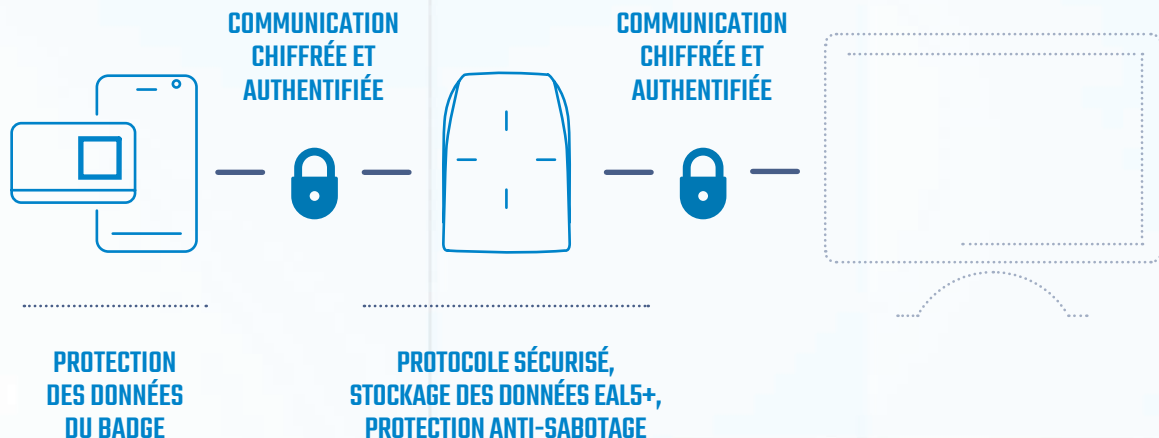 COMMUNICATION
CHIFFRÉE ET
AUTHENTIFIÉE
COMMUNICATION
CHIFFRÉE ET
AUTHENTIFIÉE
PROTECTION
DES DONNÉES
DU BADGE
PROTOCOLE SÉCURISÉ,
STOCKAGE DES DONNÉES EAL5+,
PROTECTION ANTI-SABOTAGE